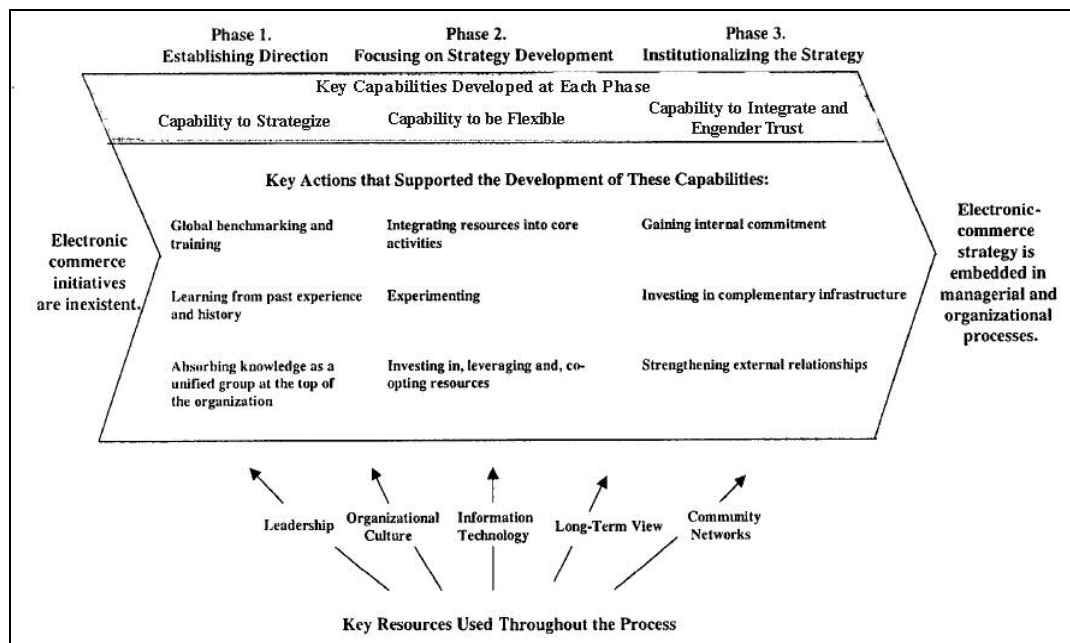 Phase 1.
Establishing Direction
Phase 2.
Focusing on Strategy Development
Phase 3.
Institutionalizing the Strategy
Key Capabilities Developed at Each Phase
Capability to Strategize
Capability to be Flexible
Capability to Integrate and
Engender Trust
Key Actions that Supported the Development of These Capabilities:
Electronic
commerce
initiatives
are inexistent.
Global benchmarking and
training
Learning from past experience
and history
Absorbing knowledge as a
unified group at the top of
the organization
Integrating resources into core
activities
Experimenting
Investing in, leveraging and, co-
opting resources
Gaining internal commitment
Investing in complementary infrastructure
Strengthening external relationships
Electronic-
commerce
strategy is
embedded in
managerial and
organizational
processes.
Leadership
Organizational
Culture
Information
Technology
Long-Term View
Community
Networks
Key Resources Used Throughout the Process